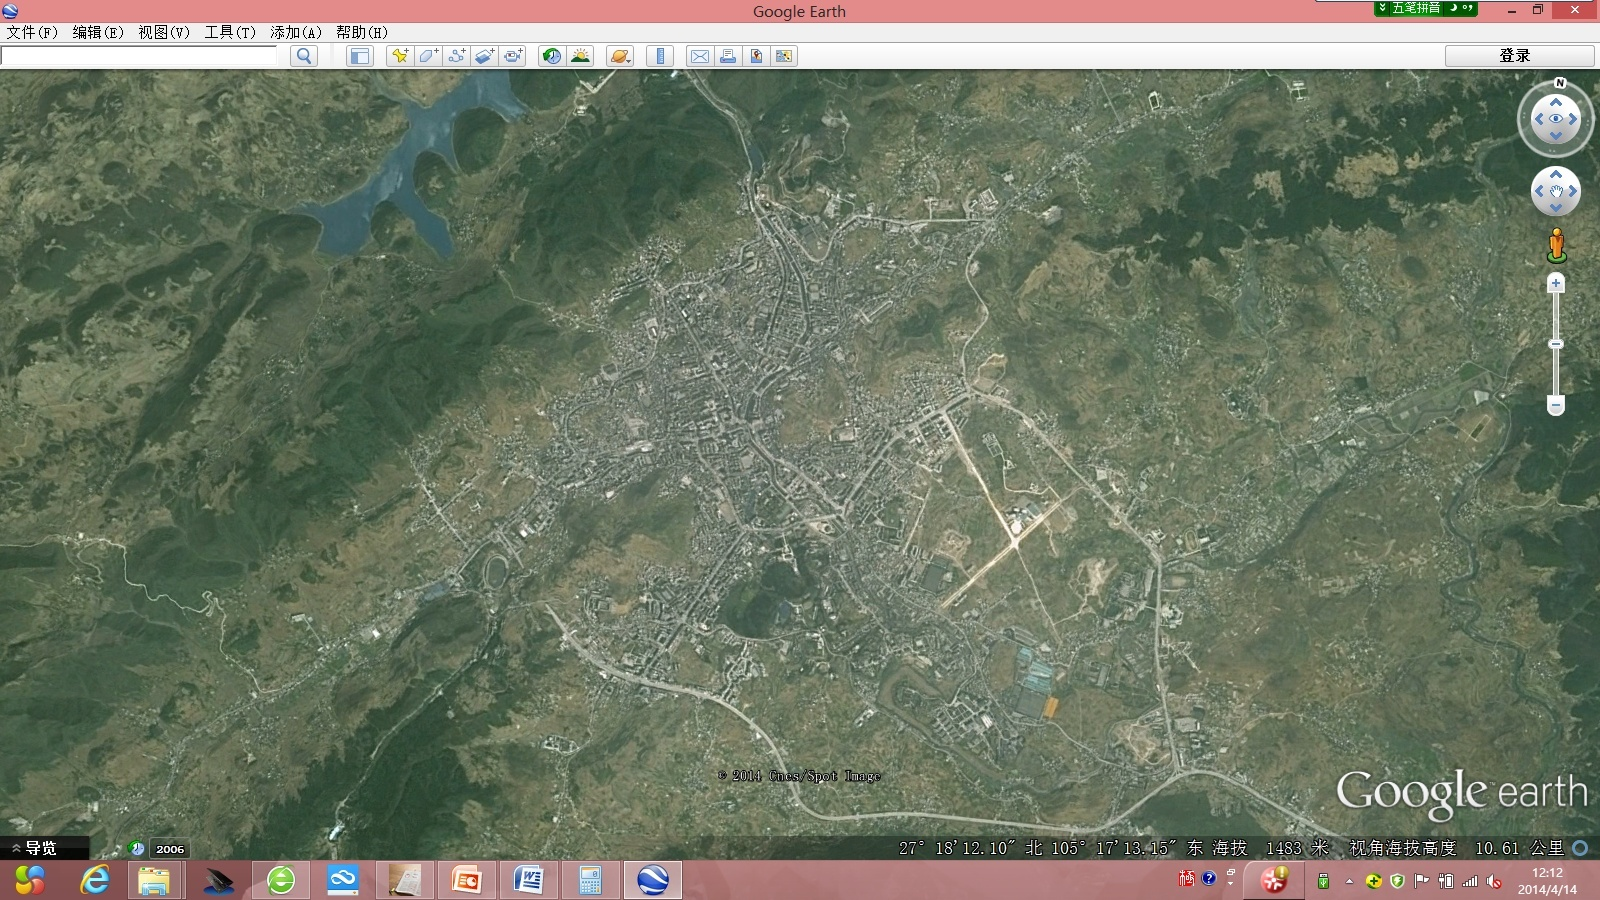 Google Earth
五笔拼音
文件(F) 编辑(E) 视图(V) 工具(T) 添加(A) 帮助(H)
登录
N
© 2014 Cnes/Spot Image
Google earth
导览
2006
27° 18'12.10" 北 105° 17'13.15" 东 海拔 1483 米 视角海拔高度 10.61 公里
12:12
2014/4/14